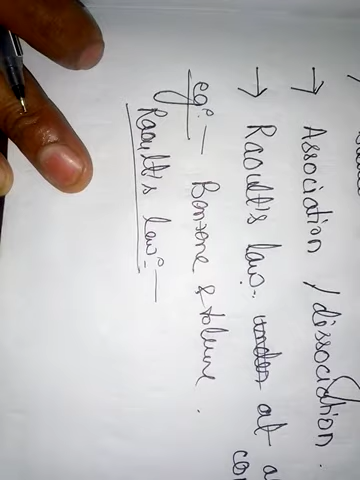 → Association / dissociation.
→ Raoult's law. at
eg:- Benzene & toluene.
Raoult's law:-